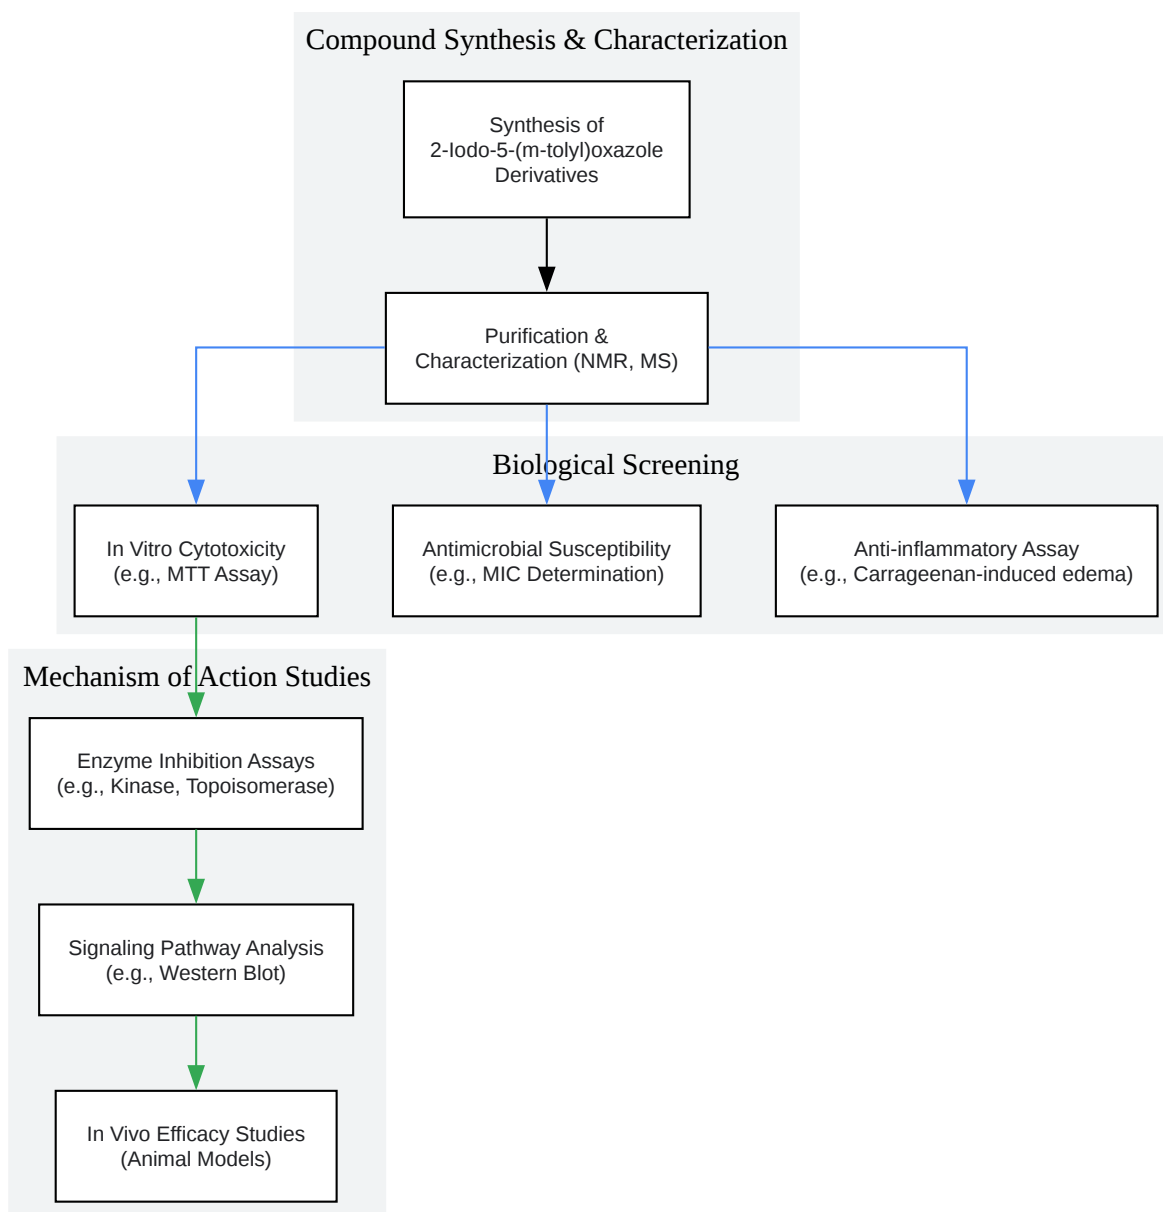 Compound Synthesis & Characterization
Synthesis of
2-Iodo-5-(m-tolyl)oxazole
Derivatives
Purification &
Characterization (NMR, MS)
Biological Screening
In Vitro Cytotoxicity
(e.g., MTT Assay)
Antimicrobial Susceptibility
(e.g., MIC Determination)
Anti-inflammatory Assay
(e.g., Carrageenan-induced edema)
Mechanism of Action Studies
Enzyme Inhibition Assays
(e.g., Kinase, Topoisomerase)
Signaling Pathway Analysis
(e.g., Western Blot)
In Vivo Efficacy Studies
(Animal Models)